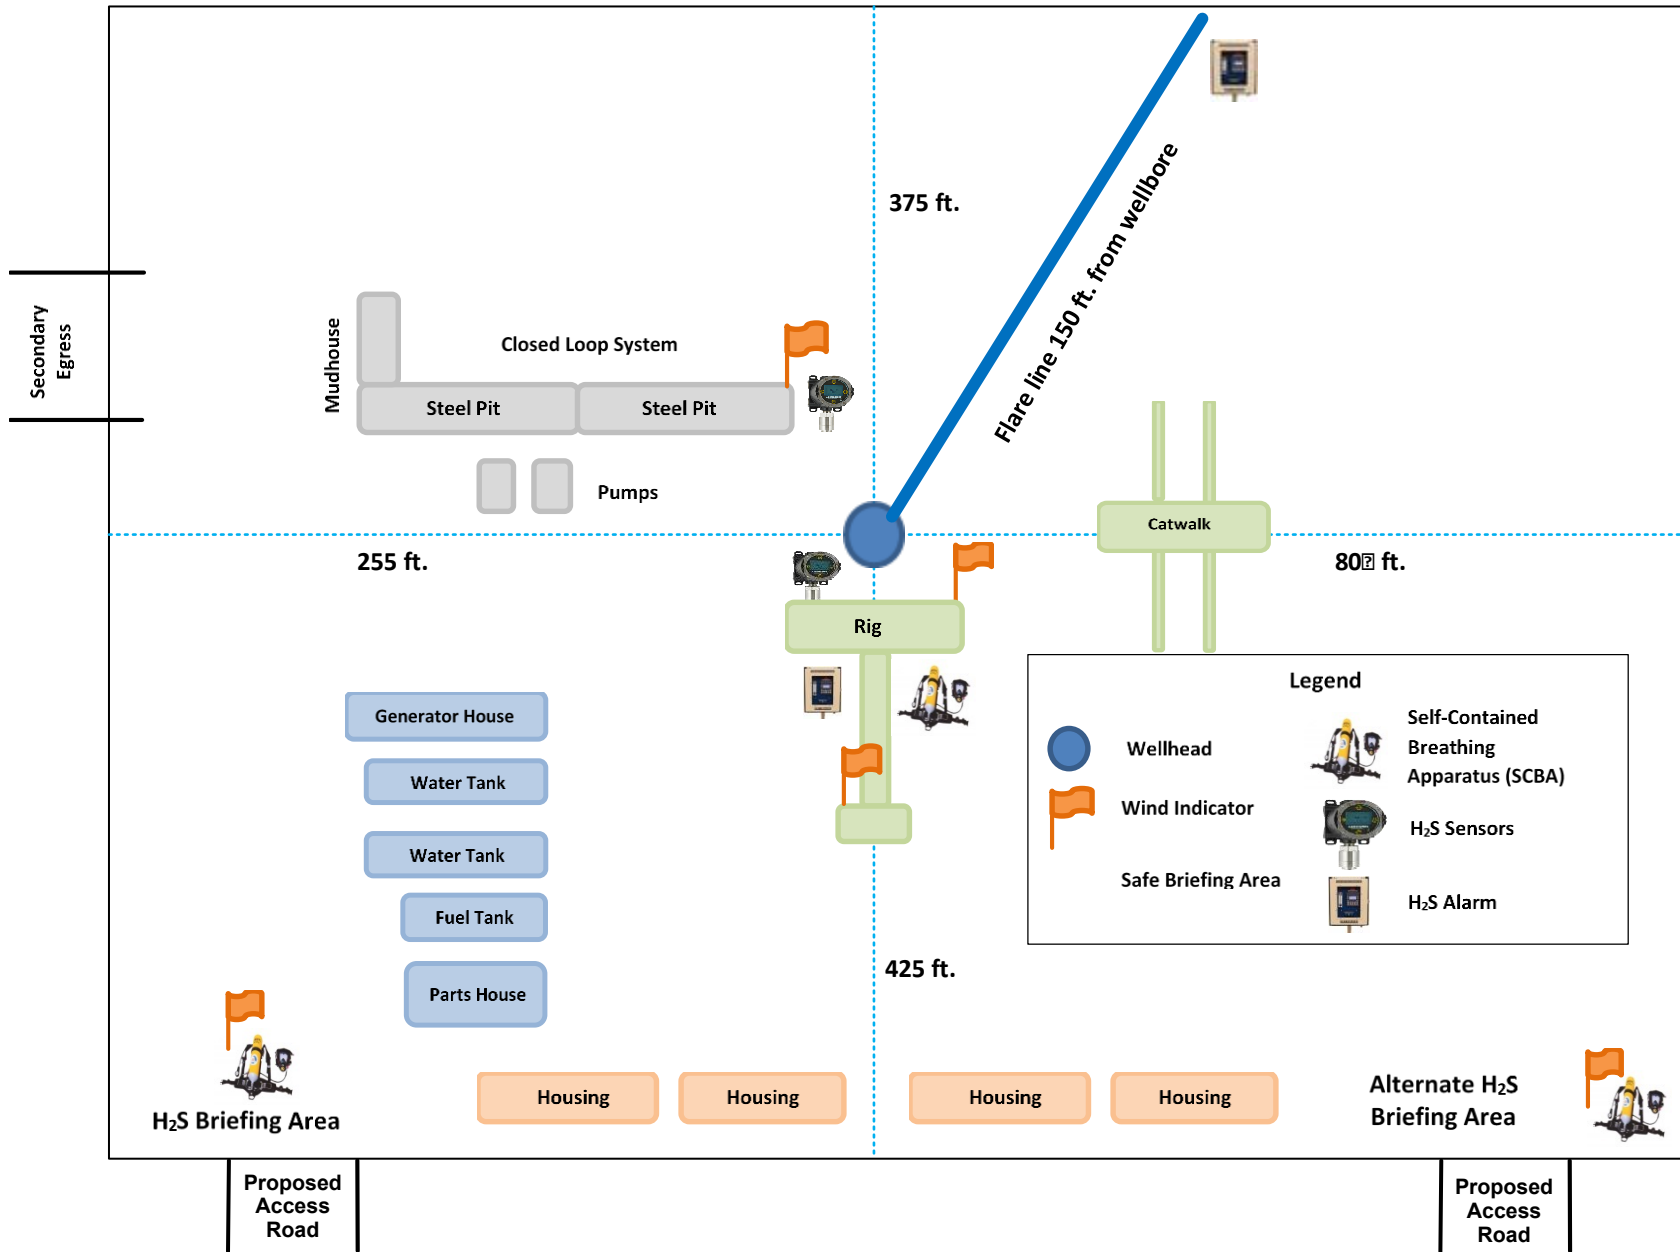 375 ft.
Flare line 150 ft. from wellbore
Secondary
Egress
Mudhouse
Closed Loop System
Steel Pit
Steel Pit
Pumps
Catwalk
255 ft.
80 ft.
Rig
Legend
Wellhead
Wind Indicator
Safe Briefing Area
Self-Contained
Breathing
Apparatus (SCBA)
H₂S Sensors
H₂S Alarm
Generator House
Water Tank
Water Tank
Fuel Tank
Parts House
425 ft.
H₂S Briefing Area
Housing
Housing
Housing
Housing
Alternate H₂S
Briefing Area
Proposed
Access
Road
Proposed
Access
Road